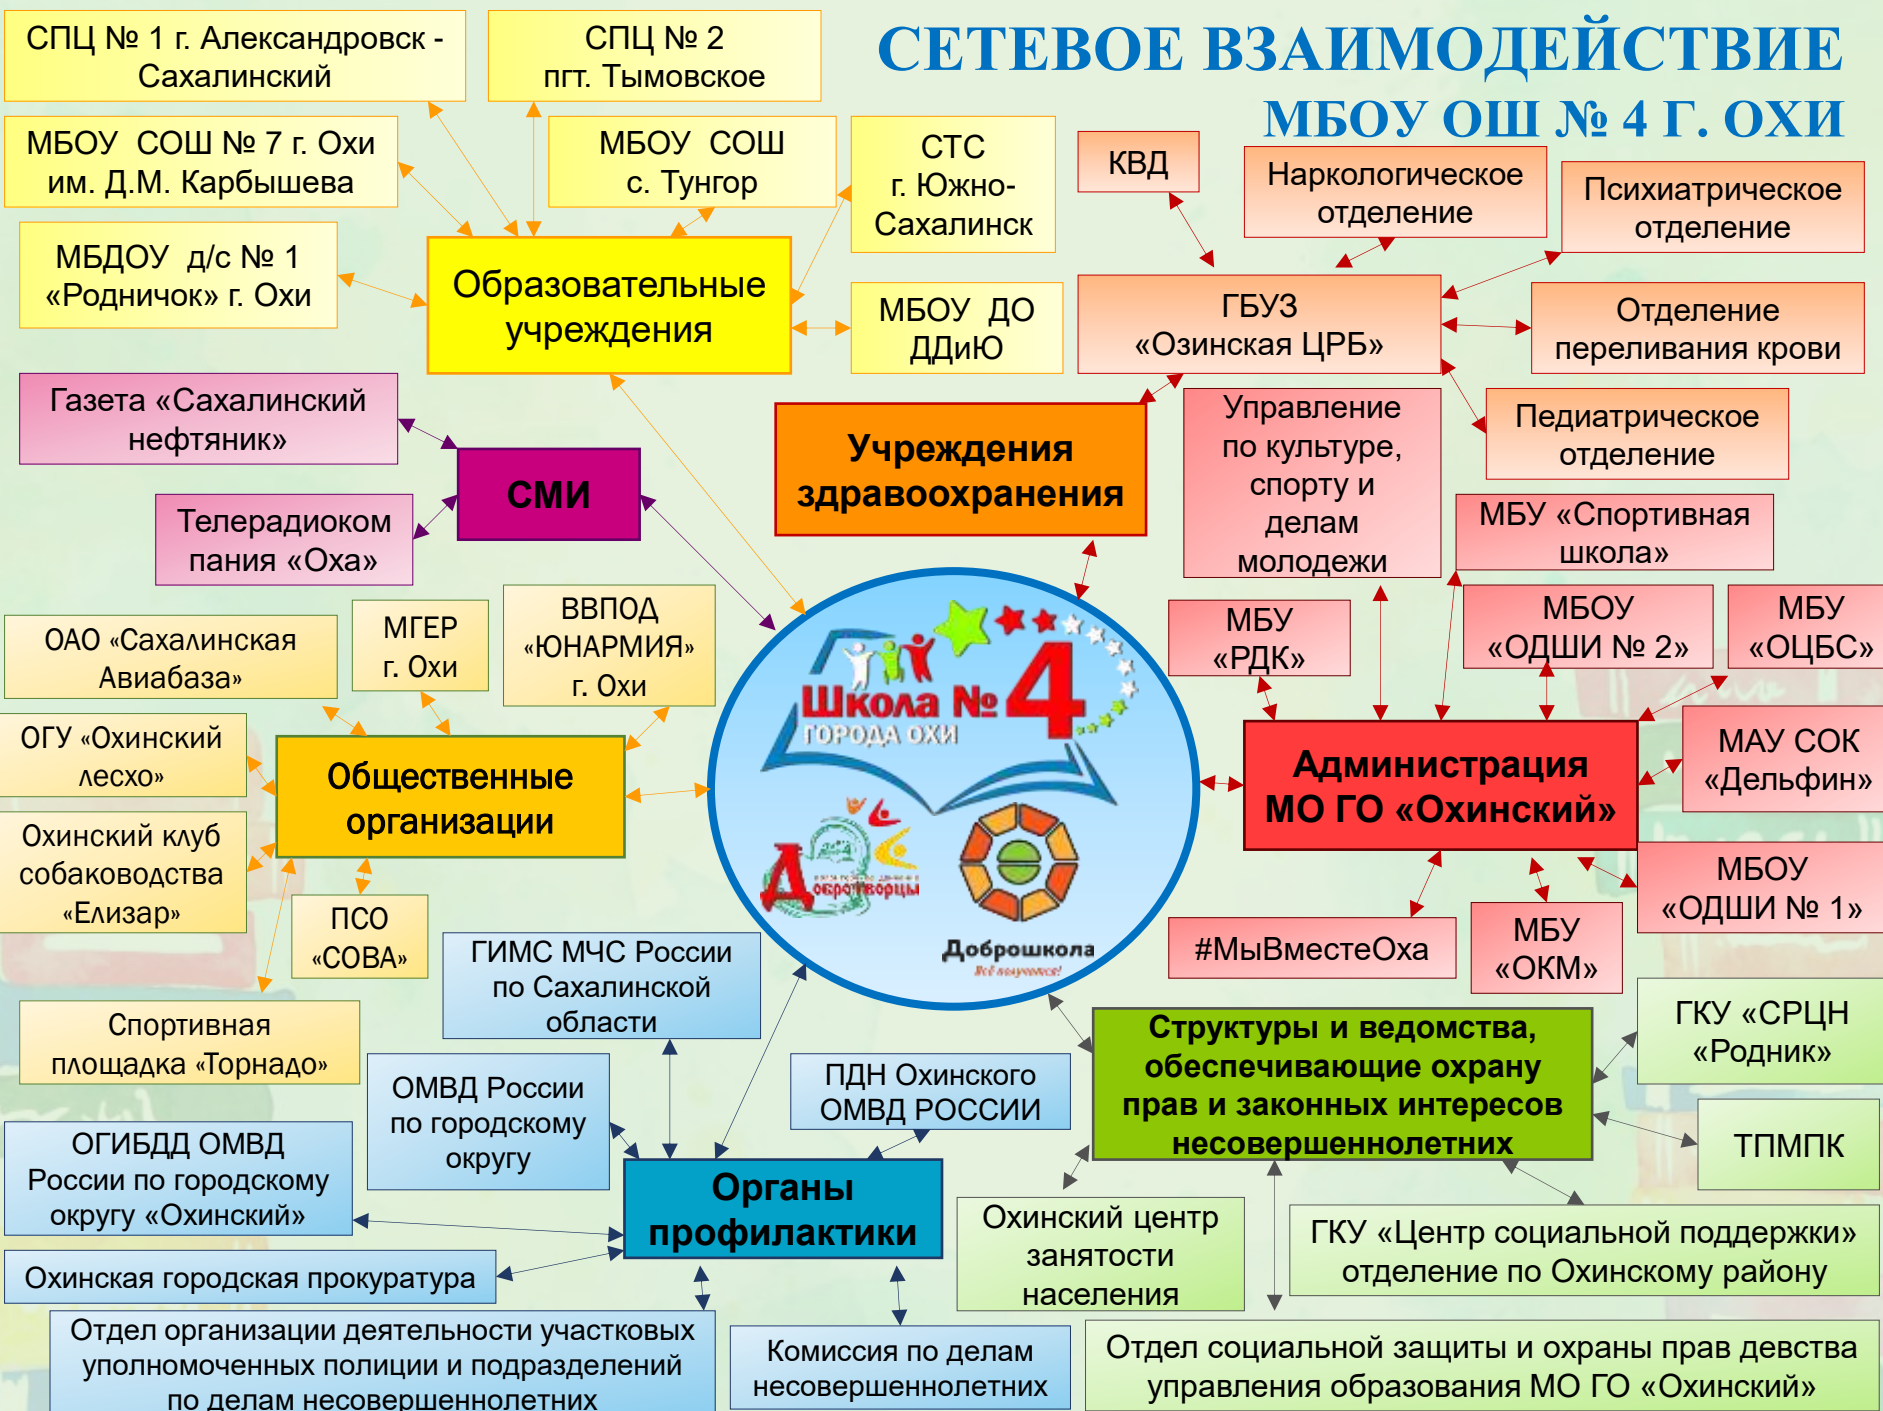 СЕТЕВОЕ ВЗАИМОДЕЙСТВИЕ
МБОУ ОШ № 4 Г. ОХИ
СПЦ № 1 г. Александровск -
Сахалинский
СПЦ № 2
пгт. Тымовское
МБОУ СОШ № 7 г. Охи
им. Д.М. Карбышева
МБОУ СОШ
с. Тунгор
СТС
г. Южно-
Сахалинск
МБДОУ д/с № 1
«Родничок» г. Охи
Образовательные
учреждения
МБОУ ДО
ДДиЮ
КВД
Наркологическое
отделение
Психиатрическое
отделение
ГБУЗ
«Озинская ЦРБ»
Отделение
переливания крови
Педиатрическое
отделение
Учреждения
здравоохранения
Газета «Сахалинский
нефтяник»
СМИ
Телерадиоком
пания «Оха»
Управление
по культуре,
спорту и
делам
молодежи
МБУ «Спортивная
школа»
МБУ
«РДК»
МБОУ
«ОДШИ № 2»
МБУ
«ОЦБС»
Администрация
МО ГО «Охинский»
МАУ СОК
«Дельфин»
МБОУ
«ОДШИ № 1»
#МыВместеОха
МБУ
«ОКМ»
ОАО «Сахалинская
Авиабаза»
МГЕР
г. Охи
ВВПОД
«ЮНАРМИЯ»
г. Охи
ОГУ «Охинский
лесхо»
Общественные
организации
Охинский клуб
собаководства
«Елизар»
ПСО
«СОВА»
Спортивная
площадка «Торнадо»
Школа № 4
ГОРОДА ОХИ
Добротворцы
Доброшкола
Всё получится!
ГИМС МЧС России
по Сахалинской
области
ОМВД России
по городскому
округу
ПДН Охинского
ОМВД РОССИИ
ОГИБДД ОМВД
России по городскому
округу «Охинский»
Органы
профилактики
Охинская городская прокуратура
Отдел организации деятельности участковых
уполномоченных полиции и подразделений
по делам несовершеннолетних
Комиссия по делам
несовершеннолетних
Структуры и ведомства,
обеспечивающие охрану
прав и законных интересов
несовершеннолетних
ГКУ «СРЦН
«Родник»
ТПМПК
Охинский центр
занятости
населения
ГКУ «Центр социальной поддержки»
отделение по Охинскому району
Отдел социальной защиты и охраны прав девства
управления образования МО ГО «Охинский»